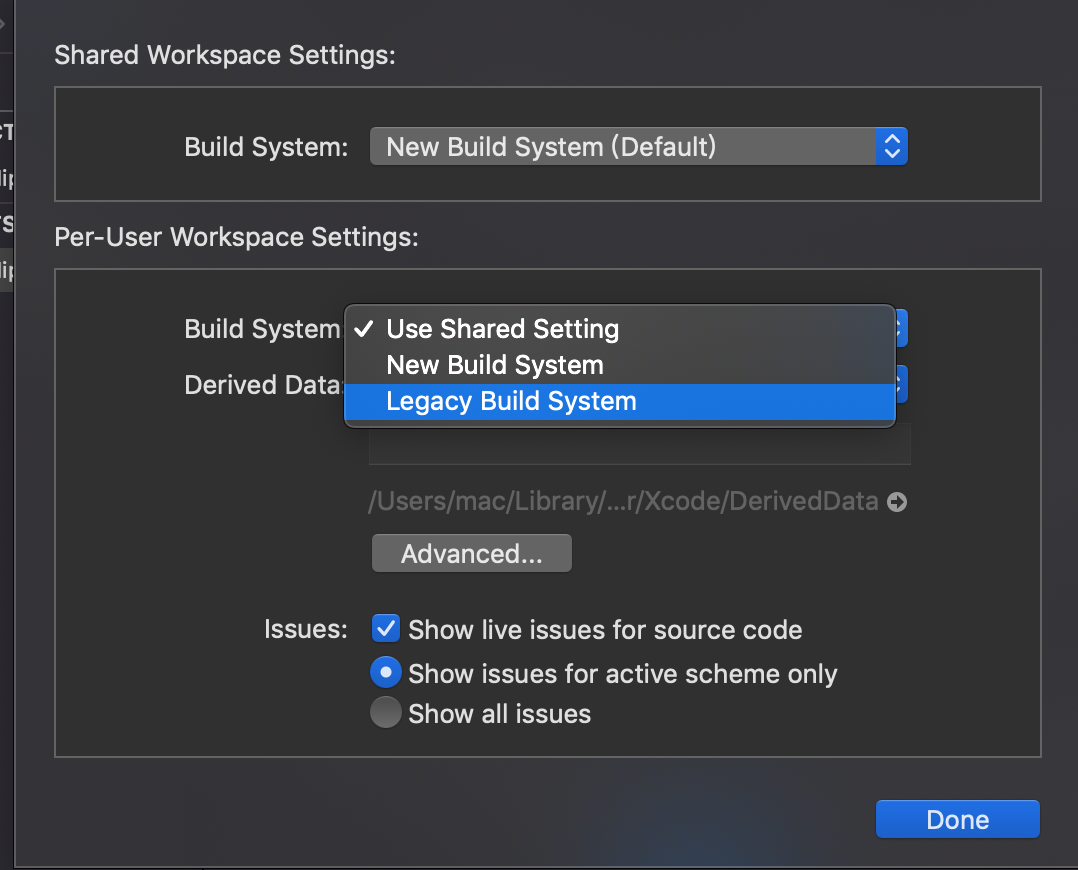 Shared Workspace Settings:
Build System: New Build System (Default)
Per-User Workspace Settings:
Build System: Use Shared Setting
New Build System
Derived Data: Legacy Build System
/Users/mac/Library/...r/Xcode/DerivedData
Advanced...
Issues: Show live issues for source code
Show issues for active scheme only
Show all issues
Done